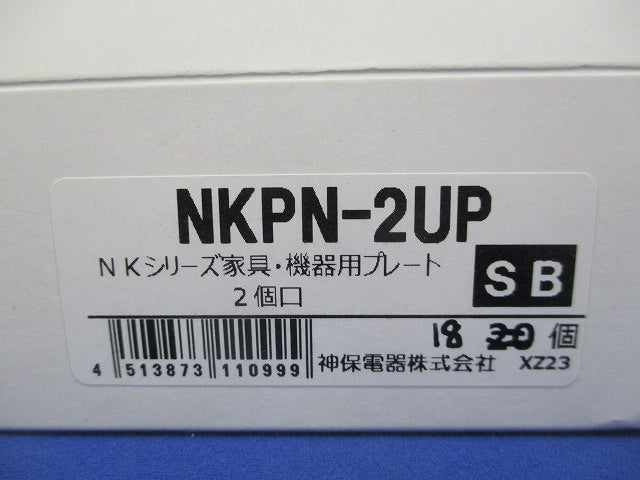 NKPN-2UP
NKシリーズ家具・機器用プレート
2個口
SB
18 20 個
4 513873 110999
神保電器株式会社 XZ23